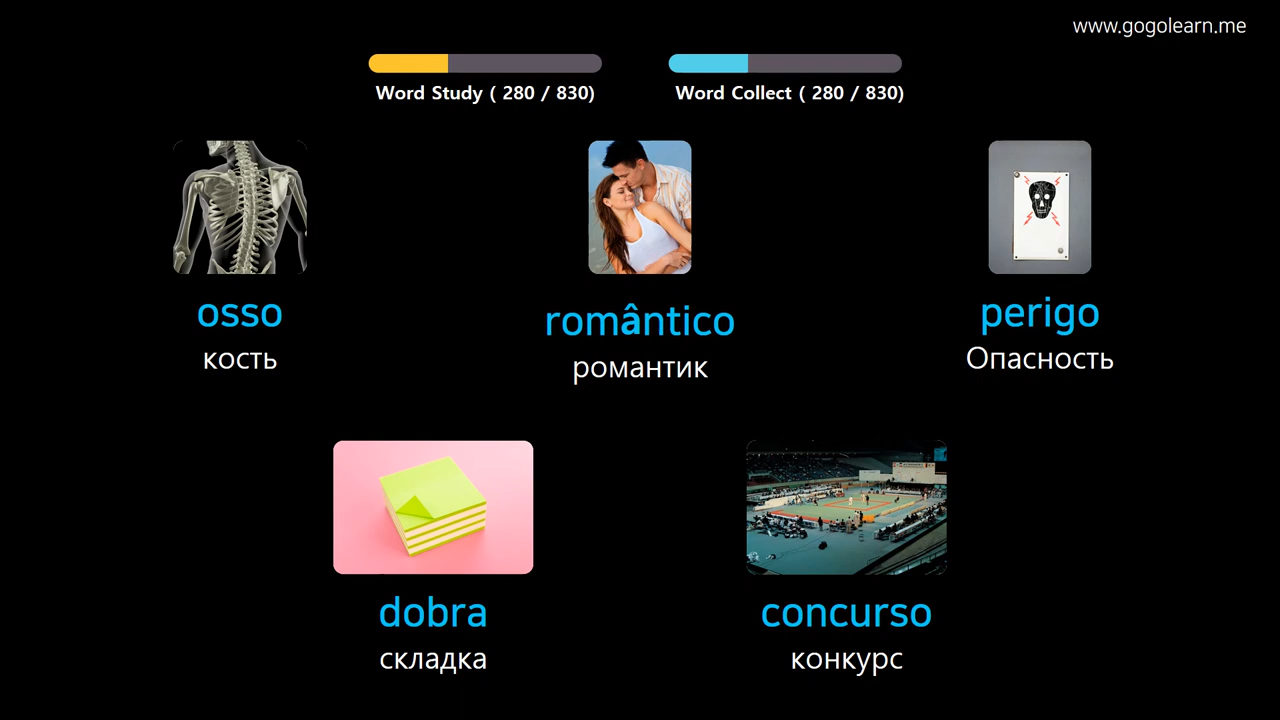 www.gogolearn.me
Word Study ( 280 / 830)
Word Collect ( 280 / 830)
osso
кость
romântico
романтик
perigo
Опасность
dobra
складка
concurso
конкурс